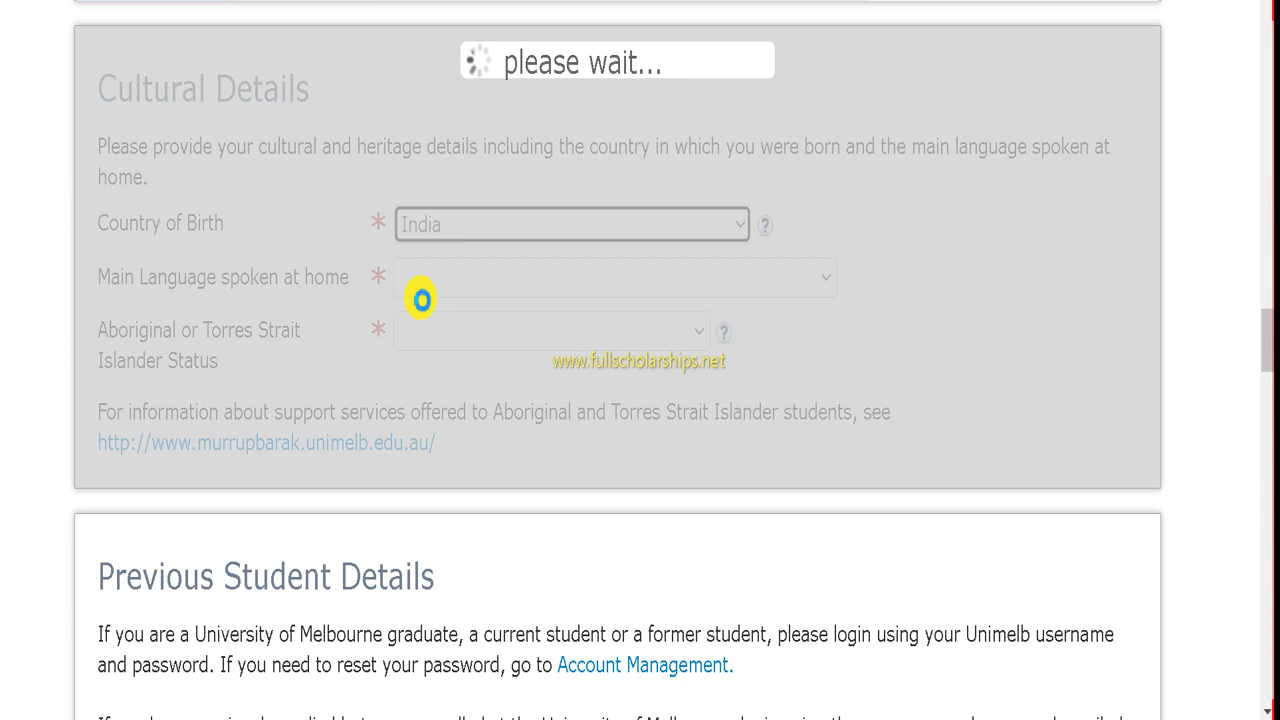 please wait...
Cultural Details
Please provide your cultural and heritage details including the country in which you were born and the main language spoken at
home.
Country of Birth * India ?
Main Language spoken at home *
Aboriginal or Torres Strait * ?
Islander Status
www.fullscholarships.net
For information about support services offered to Aboriginal and Torres Strait Islander students, see
http://www.murrupbarak.unimelb.edu.au/
Previous Student Details
If you are a University of Melbourne graduate, a current student or a former student, please login using your Unimelb username
and password. If you need to reset your password, go to Account Management.